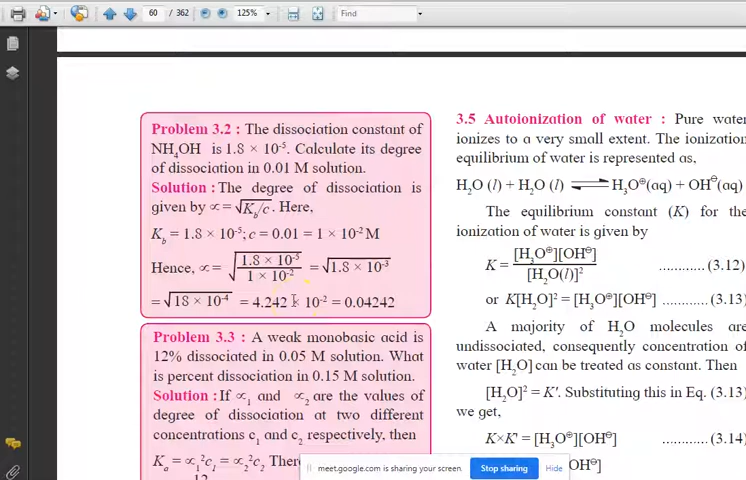 60 / 362
125%
Find
Problem 3.2 : The dissociation constant of
NH₄OH is 1.8 × 10⁻⁵. Calculate its degree
of dissociation in 0.01 M solution.
Solution : The degree of dissociation is
given by ∝ = √K_b/c. Here,
K_b = 1.8 × 10⁻⁵; c = 0.01 = 1 × 10⁻² M
Hence, ∝ = √(1.8 × 10⁻⁵ / 1 × 10⁻²) = √1.8 × 10⁻³
= √18 × 10⁻⁴ = 4.242 × 10⁻² = 0.04242
Problem 3.3 : A weak monobasic acid is
12% dissociated in 0.05 M solution. What
is percent dissociation in 0.15 M solution.
Solution : If ∝₁ and ∝₂ are the values of
degree of dissociation at two different
concentrations c₁ and c₂ respectively, then
K_a = ∝₁²c₁ = ∝₂²c₂
12
3.5 Autoionization of water : Pure water
ionizes to a very small extent. The ionization
equilibrium of water is represented as,
H₂O (l) + H₂O (l) ⇌ H₃O⊕(aq) + OH⊖(aq)
The equilibrium constant (K) for the
ionization of water is given by
K = [H₃O⊕][OH⊖] / [H₂O(l)]² ............ (3.12)
or K[H₂O]² = [H₃O⊕][OH⊖] ............(3.13)
A majority of H₂O molecules are
undissociated, consequently concentration of
water [H₂O] can be treated as constant. Then
[H₂O]² = K′. Substituting this in Eq. (3.13)
we get,
K×K′ = [H₃O⊕][OH⊖] ............(3.14)
OH⊖]
meet.google.com is sharing your screen.
Stop sharing
Hide